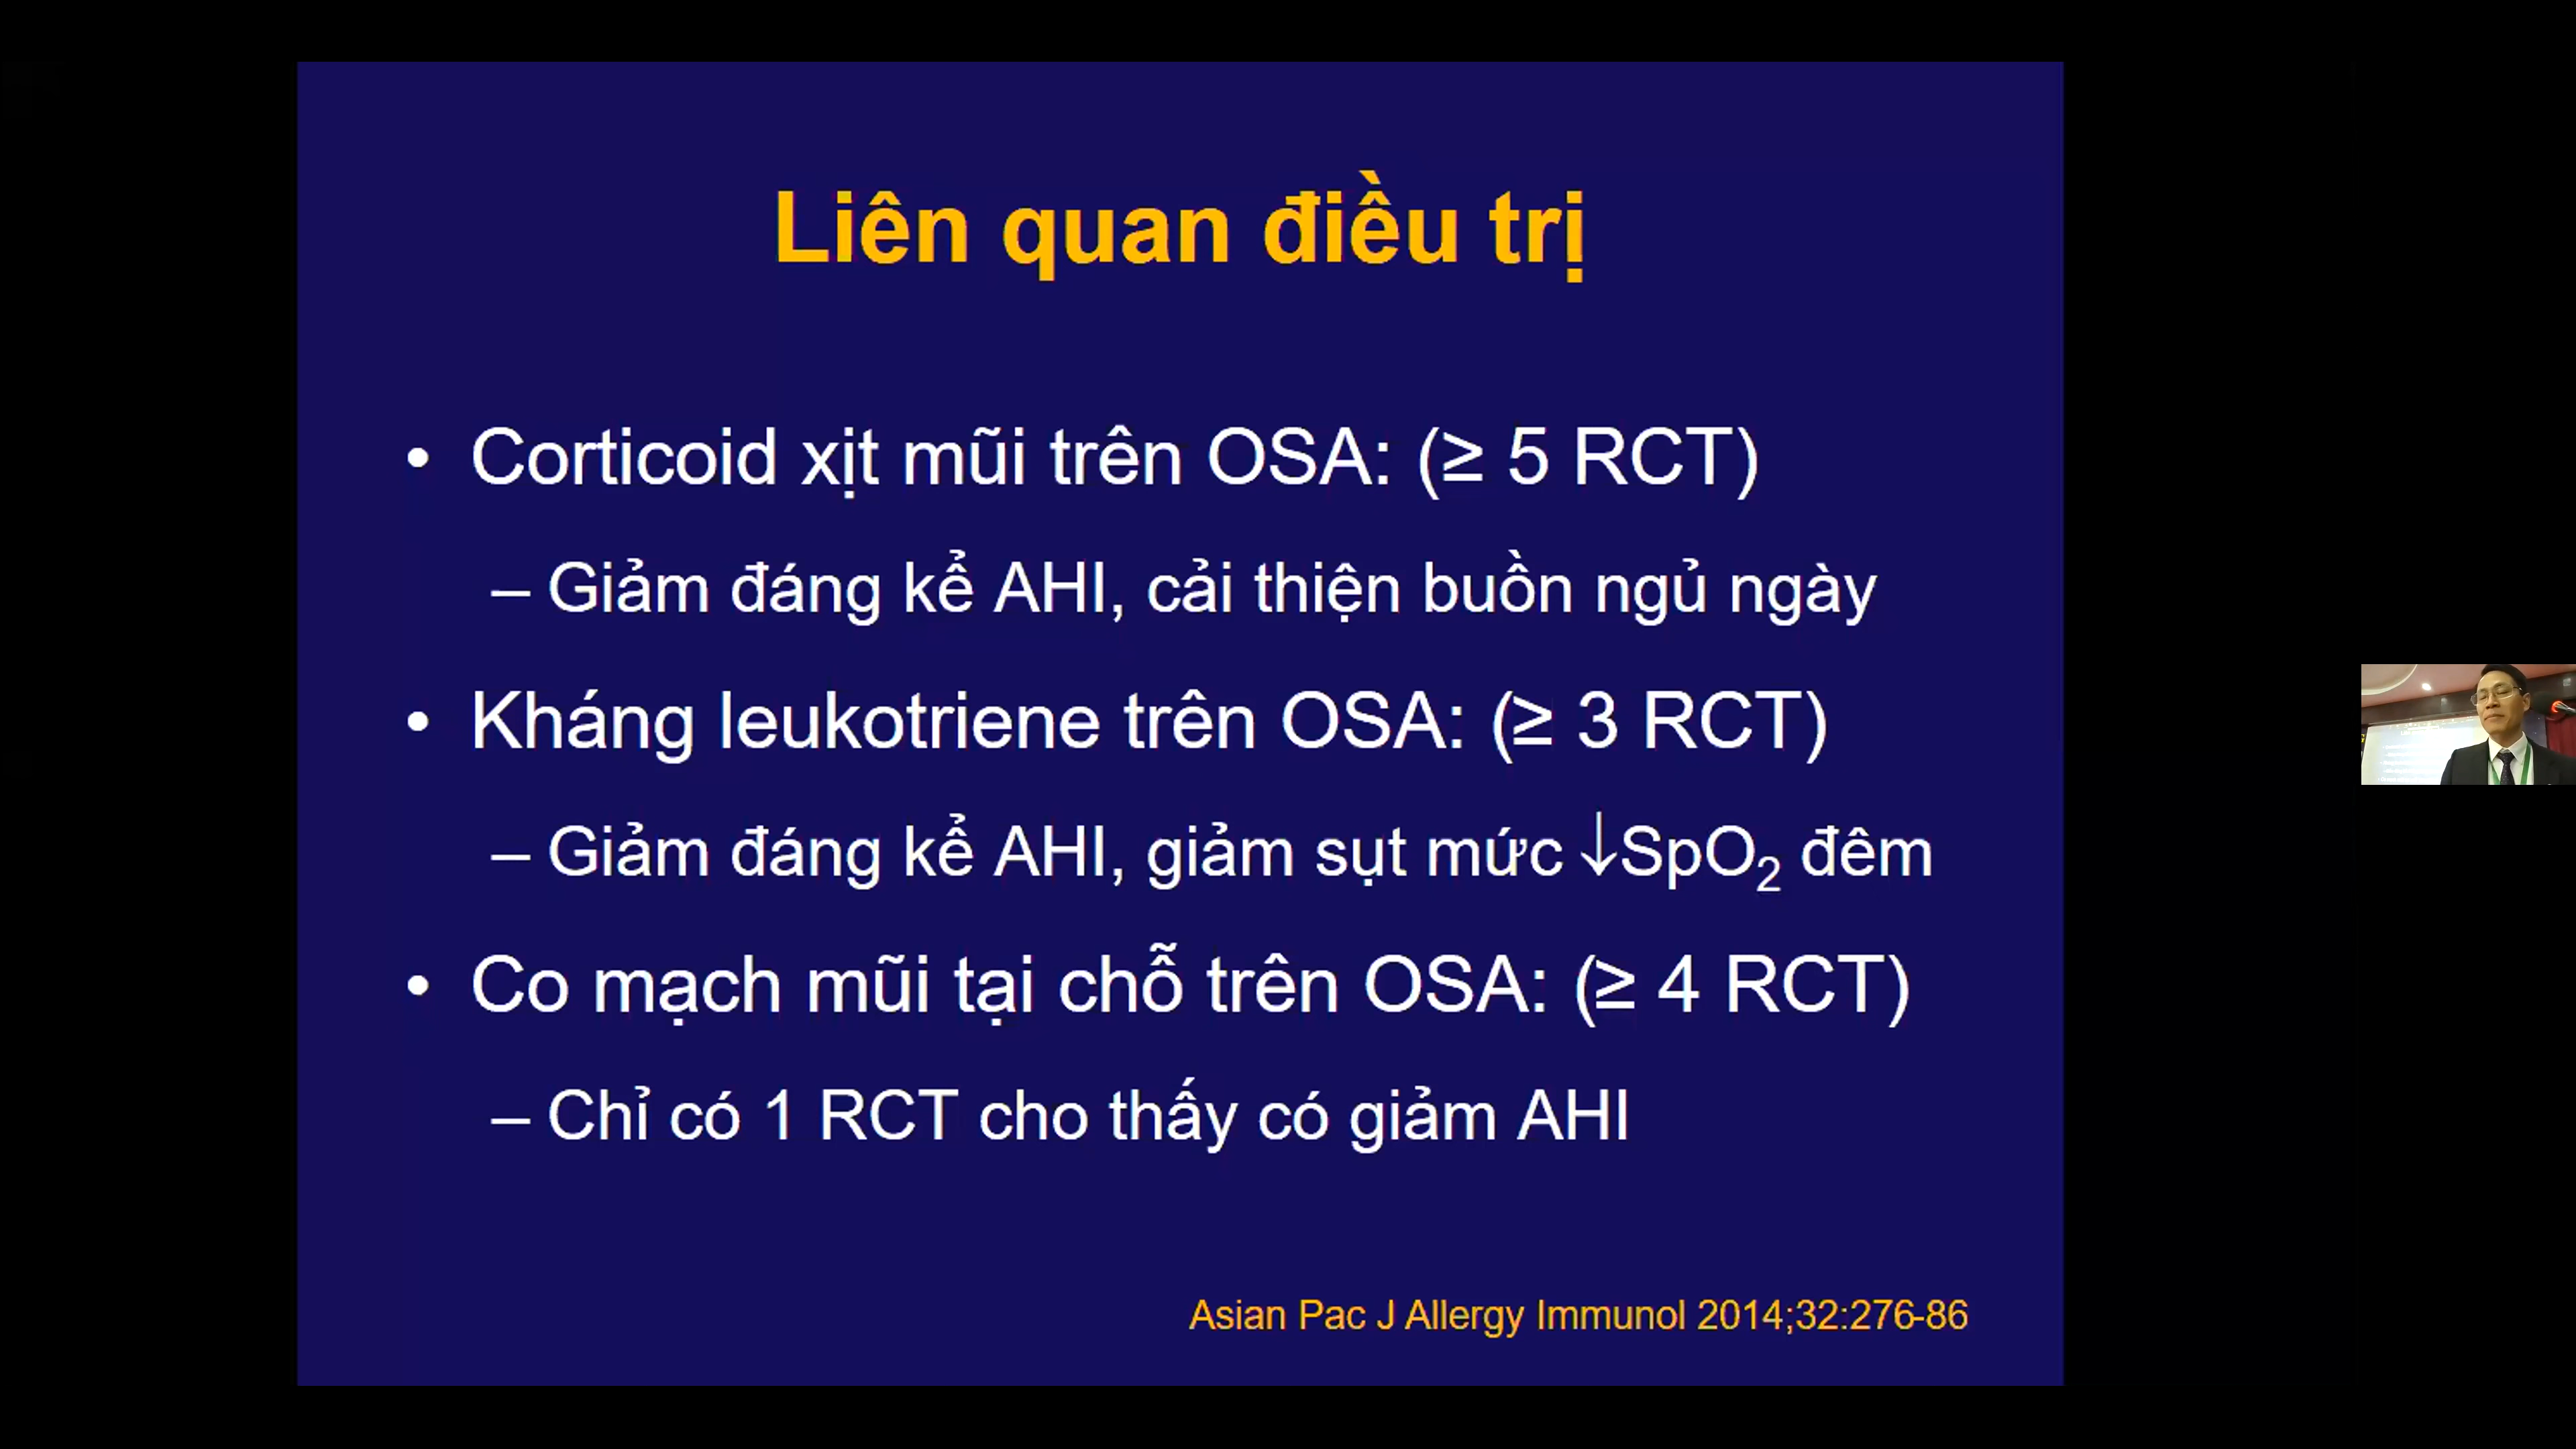 Liên quan điều trị
• Corticoid xịt mũi trên OSA: (≥ 5 RCT)
– Giảm đáng kể AHI, cải thiện buồn ngủ ngày
• Kháng leukotriene trên OSA: (≥ 3 RCT)
– Giảm đáng kể AHI, giảm sụt mức ↓SpO₂ đêm
• Co mạch mũi tại chỗ trên OSA: (≥ 4 RCT)
– Chỉ có 1 RCT cho thấy có giảm AHI
Asian Pac J Allergy Immunol 2014;32:276-86